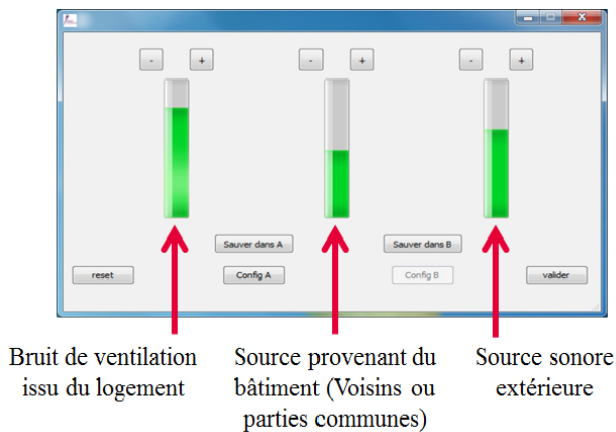 - + - + - +
Sauver dans A Sauver dans B
reset Config A Config B valider
Bruit de ventilation
issu du logement
Source provenant du
bâtiment (Voisins ou
parties communes)
Source sonore
extérieure